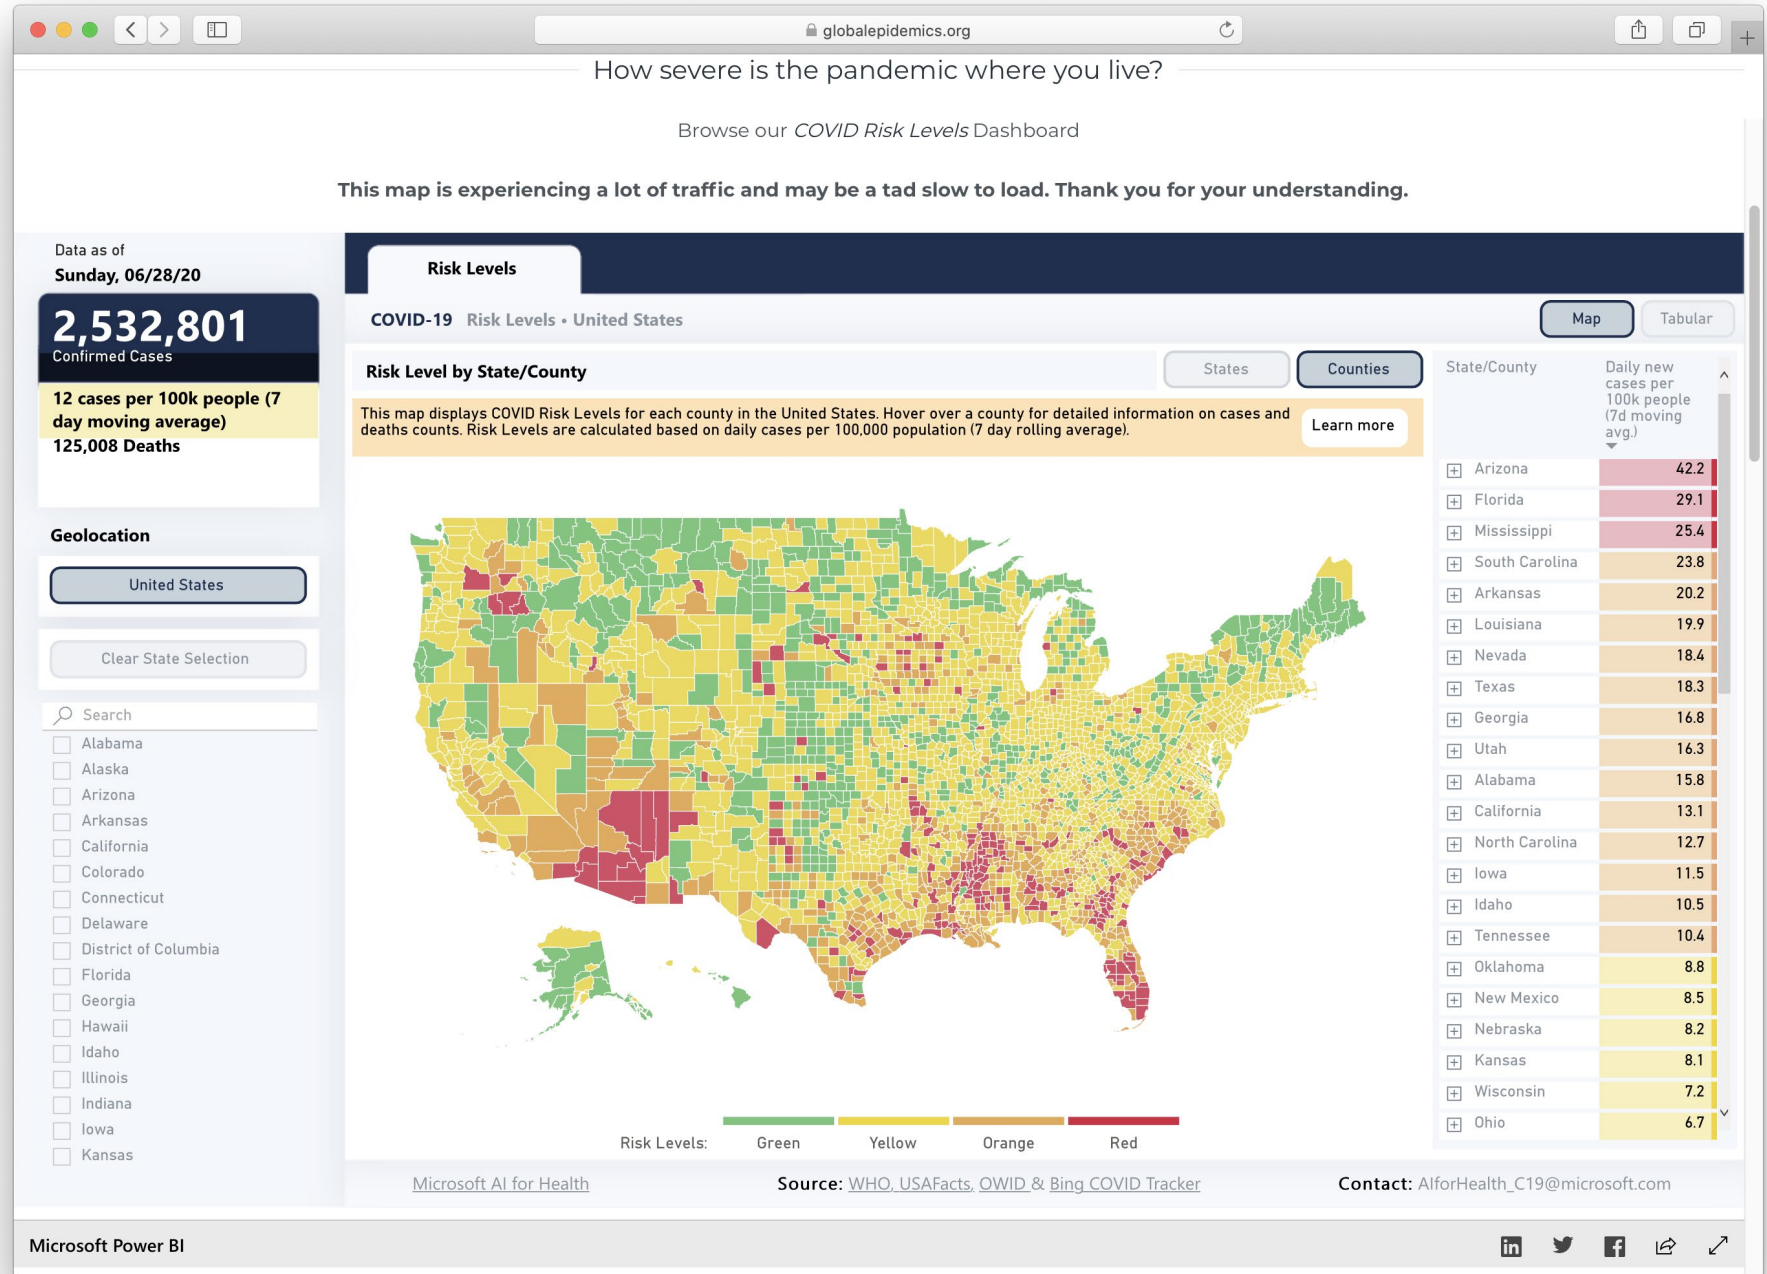 globalepidemics.org
How severe is the pandemic where you live?
Browse our COVID Risk Levels Dashboard
This map is experiencing a lot of traffic and may be a tad slow to load. Thank you for your understanding.
Data as of
Sunday, 06/28/20
2,532,801
Confirmed Cases
12 cases per 100k people (7
day moving average)
125,008 Deaths
Geolocation
United States
Clear State Selection
Search
Alabama
Alaska
Arizona
Arkansas
California
Colorado
Connecticut
Delaware
District of Columbia
Florida
Georgia
Hawaii
Idaho
Illinois
Indiana
Iowa
Kansas
Risk Levels
COVID-19 Risk Levels • United States
Map
Tabular
Risk Level by State/County
States
Counties
This map displays COVID Risk Levels for each county in the United States. Hover over a county for detailed information on cases and
deaths counts. Risk Levels are calculated based on daily cases per 100,000 population (7 day rolling average).
Learn more
Risk Levels:
Green
Yellow
Orange
Red
State/County
Daily new
cases per
100k people
(7d moving
avg.)
Arizona 42.2
Florida 29.1
Mississippi 25.4
South Carolina 23.8
Arkansas 20.2
Louisiana 19.9
Nevada 18.4
Texas 18.3
Georgia 16.8
Utah 16.3
Alabama 15.8
California 13.1
North Carolina 12.7
Iowa 11.5
Idaho 10.5
Tennessee 10.4
Oklahoma 8.8
New Mexico 8.5
Nebraska 8.2
Kansas 8.1
Wisconsin 7.2
Ohio 6.7
Microsoft AI for Health
Source: WHO, USAFacts, OWID & Bing COVID Tracker
Contact: AIforHealth_C19@microsoft.com
Microsoft Power BI